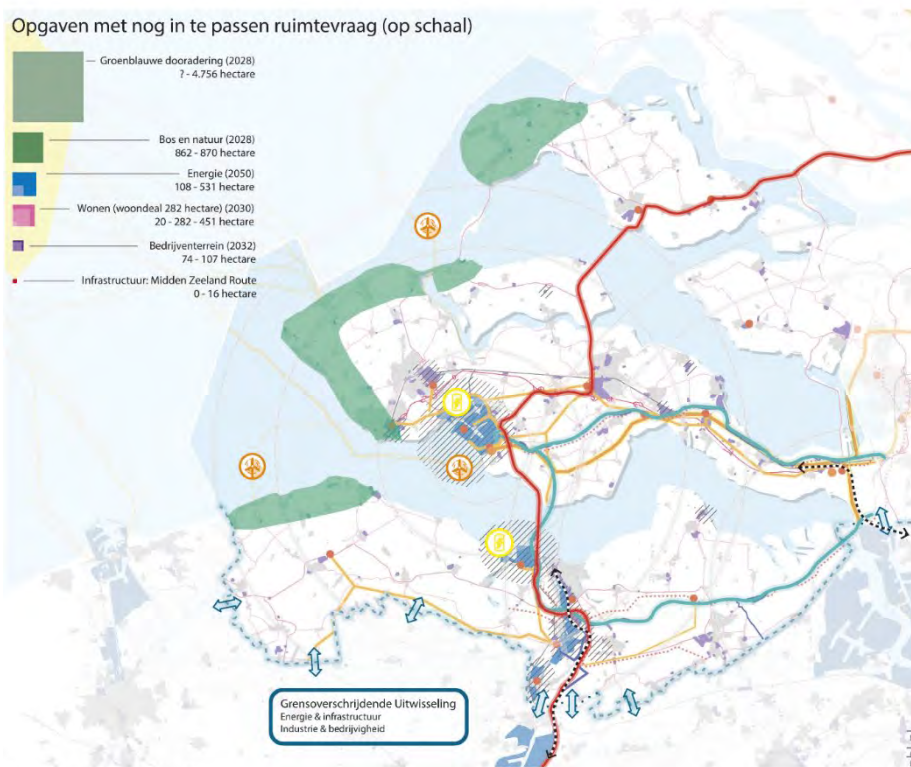 Opgaven met nog in te passen ruimtevraag (op schaal)
Groenblauwe dooradering (2028)
? - 4.756 hectare
Bos en natuur (2028)
862 - 870 hectare
Energie (2050)
108 - 531 hectare
Wonen (woondeal 282 hectare) (2030)
20 - 282 - 451 hectare
Bedrijventerrein (2032)
74 - 107 hectare
Infrastructuur: Midden Zeeland Route
0 - 16 hectare
Grensoverschrijdende Uitwisseling
Energie & infrastructuur
Industrie & bedrijvigheid